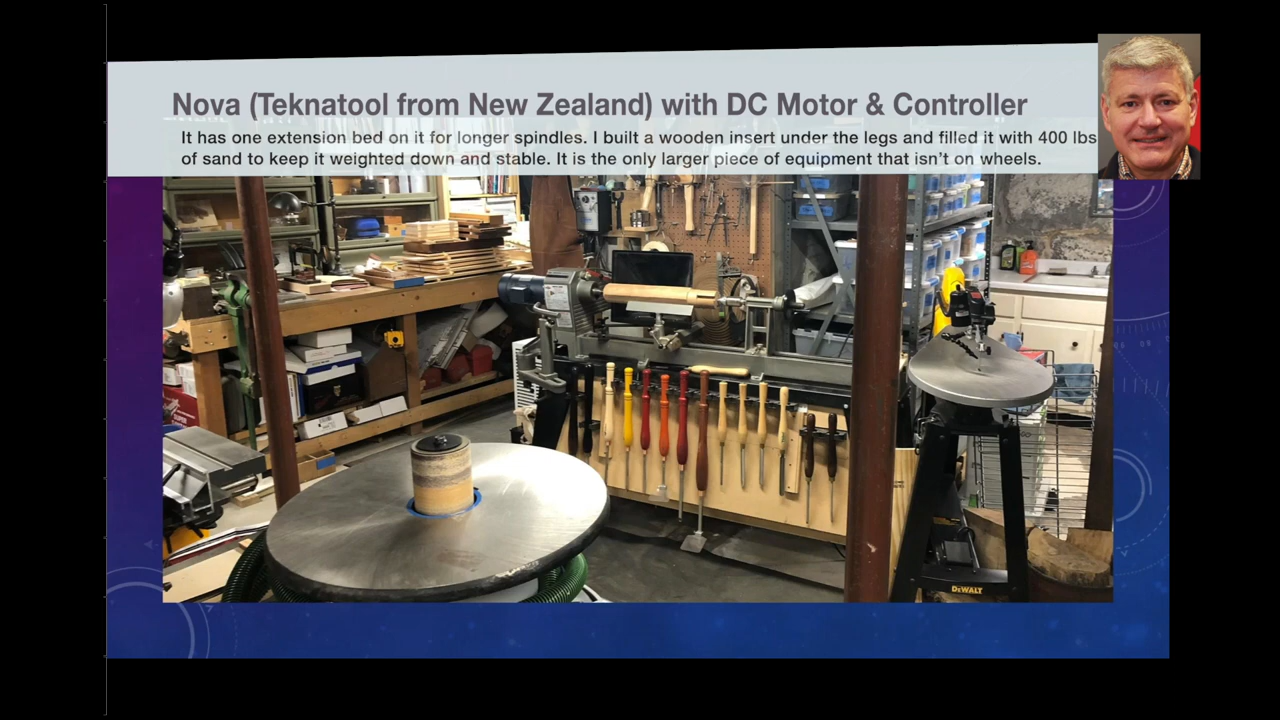 Nova (Teknatool from New Zealand) with DC Motor & Controller
It has one extension bed on it for longer spindles. I built a wooden insert under the legs and filled it with 400 lbs
of sand to keep it weighted down and stable. It is the only larger piece of equipment that isn't on wheels.
DEWALT